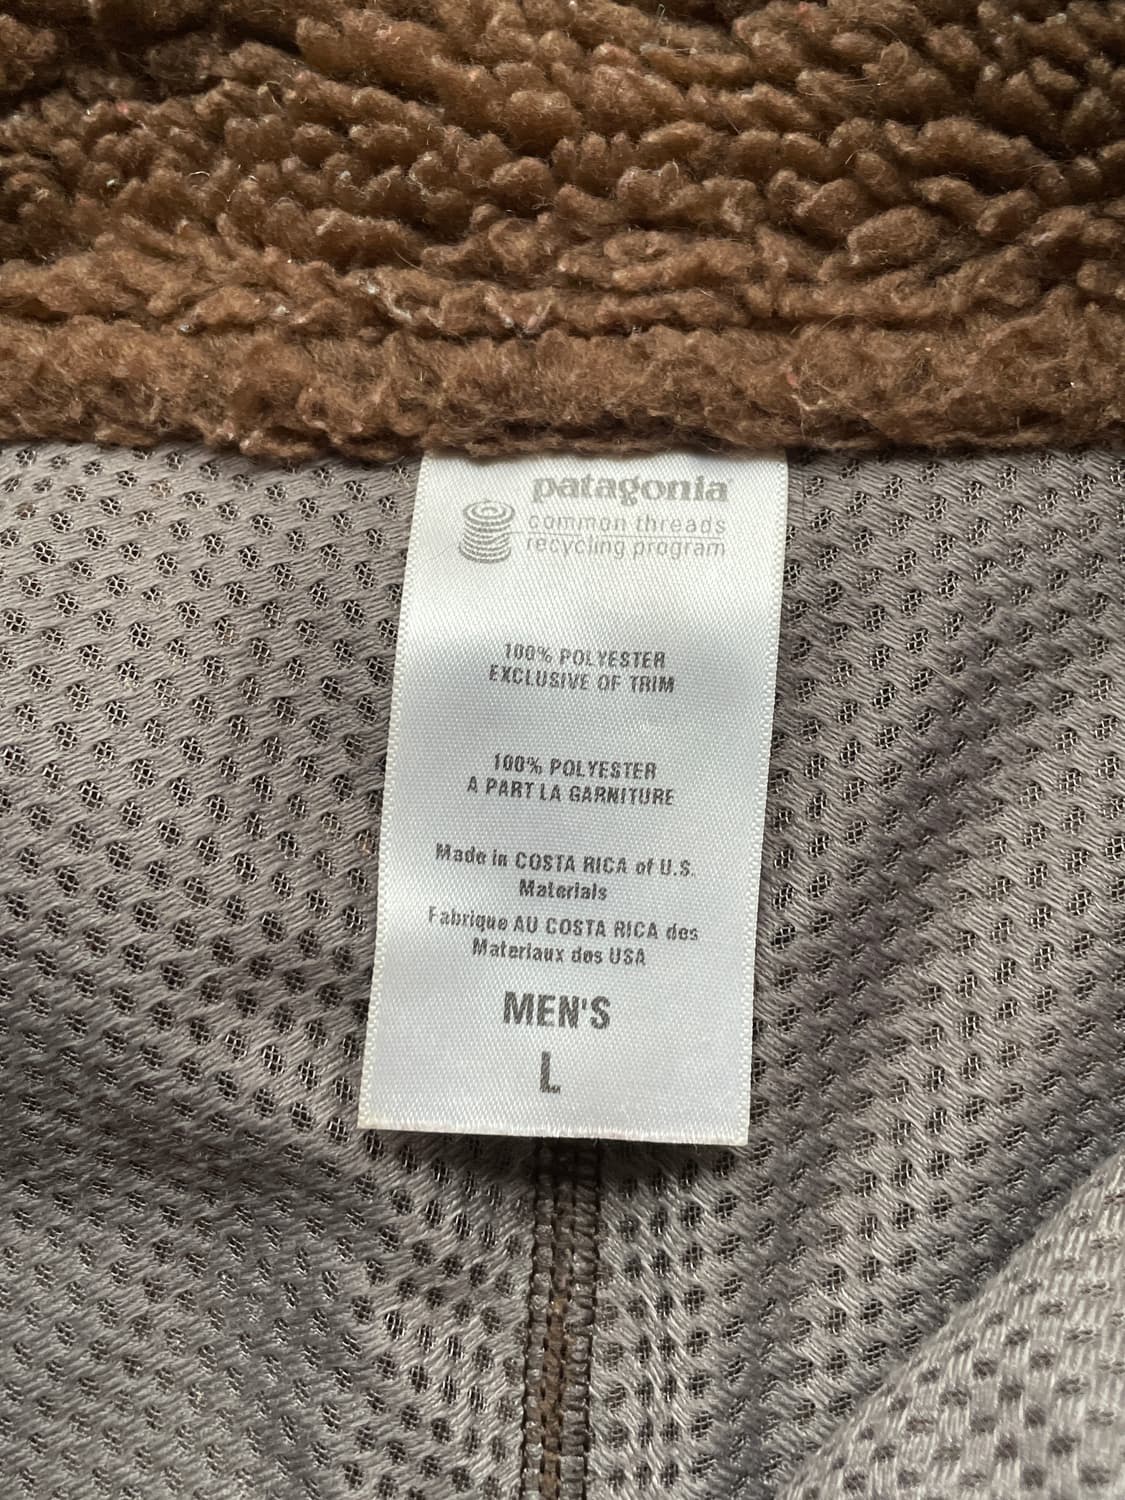 patagonia
common threads
recycling program
100% POLYESTER
EXCLUSIVE OF TRIM
100% POLYESTER
A PART LA GARNITURE
Made in COSTA RICA of U.S.
Materials
Fabrique AU COSTA RICA des
Materiaux des USA
MEN'S
L